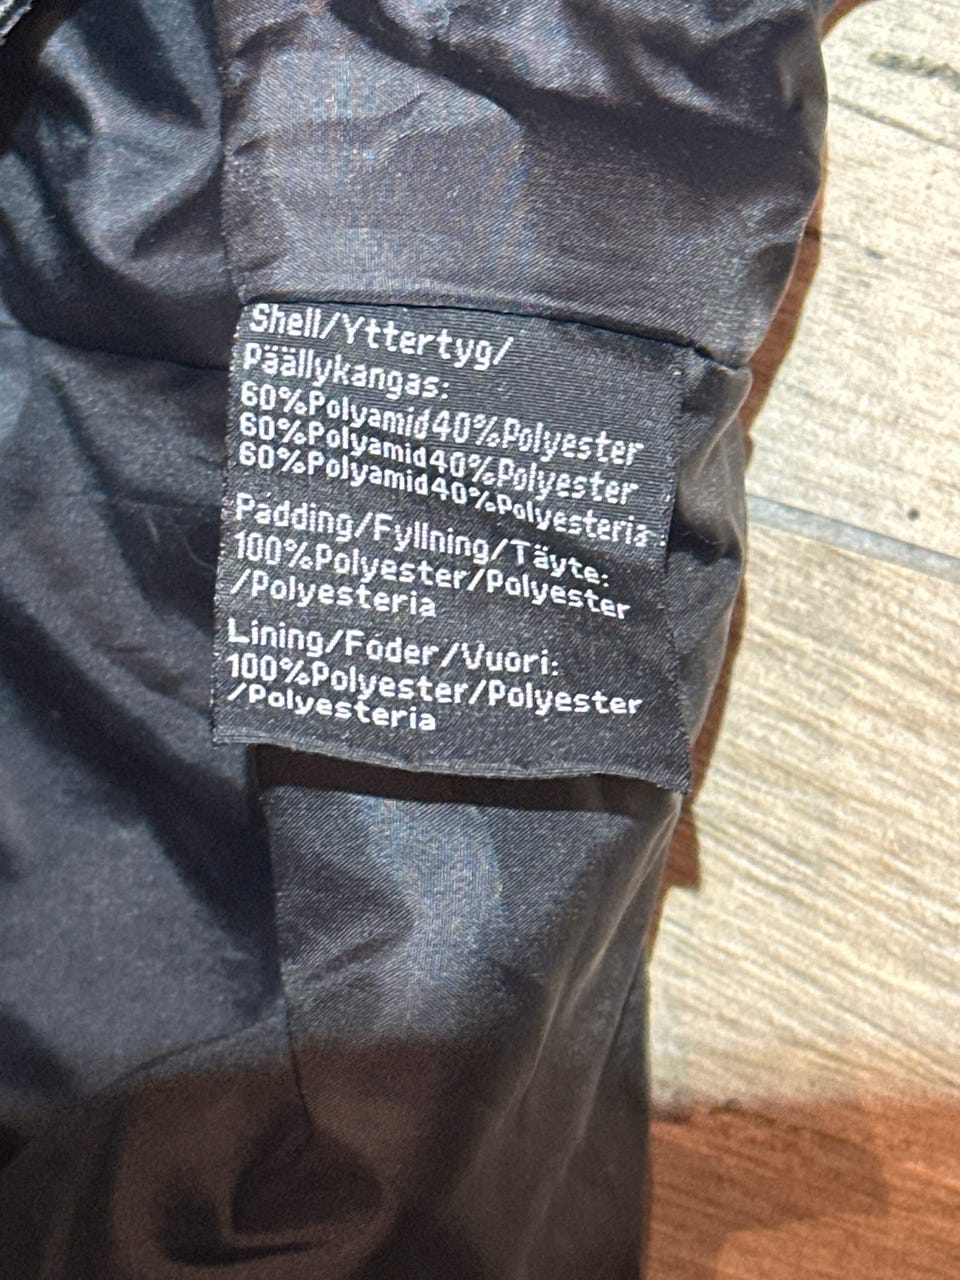 Shell/Yttertyg/
Päällykangas:
60%Polyamid40%Polyester
60%Polyamid40%Polyester
60%Polyamid40%Polyesteria
Padding/Fyllning/Täyte:
100%Polyester/Polyester
/Polyesteria
Lining/Foder/Vuori:
100%Polyester/Polyester
/Polyesteria